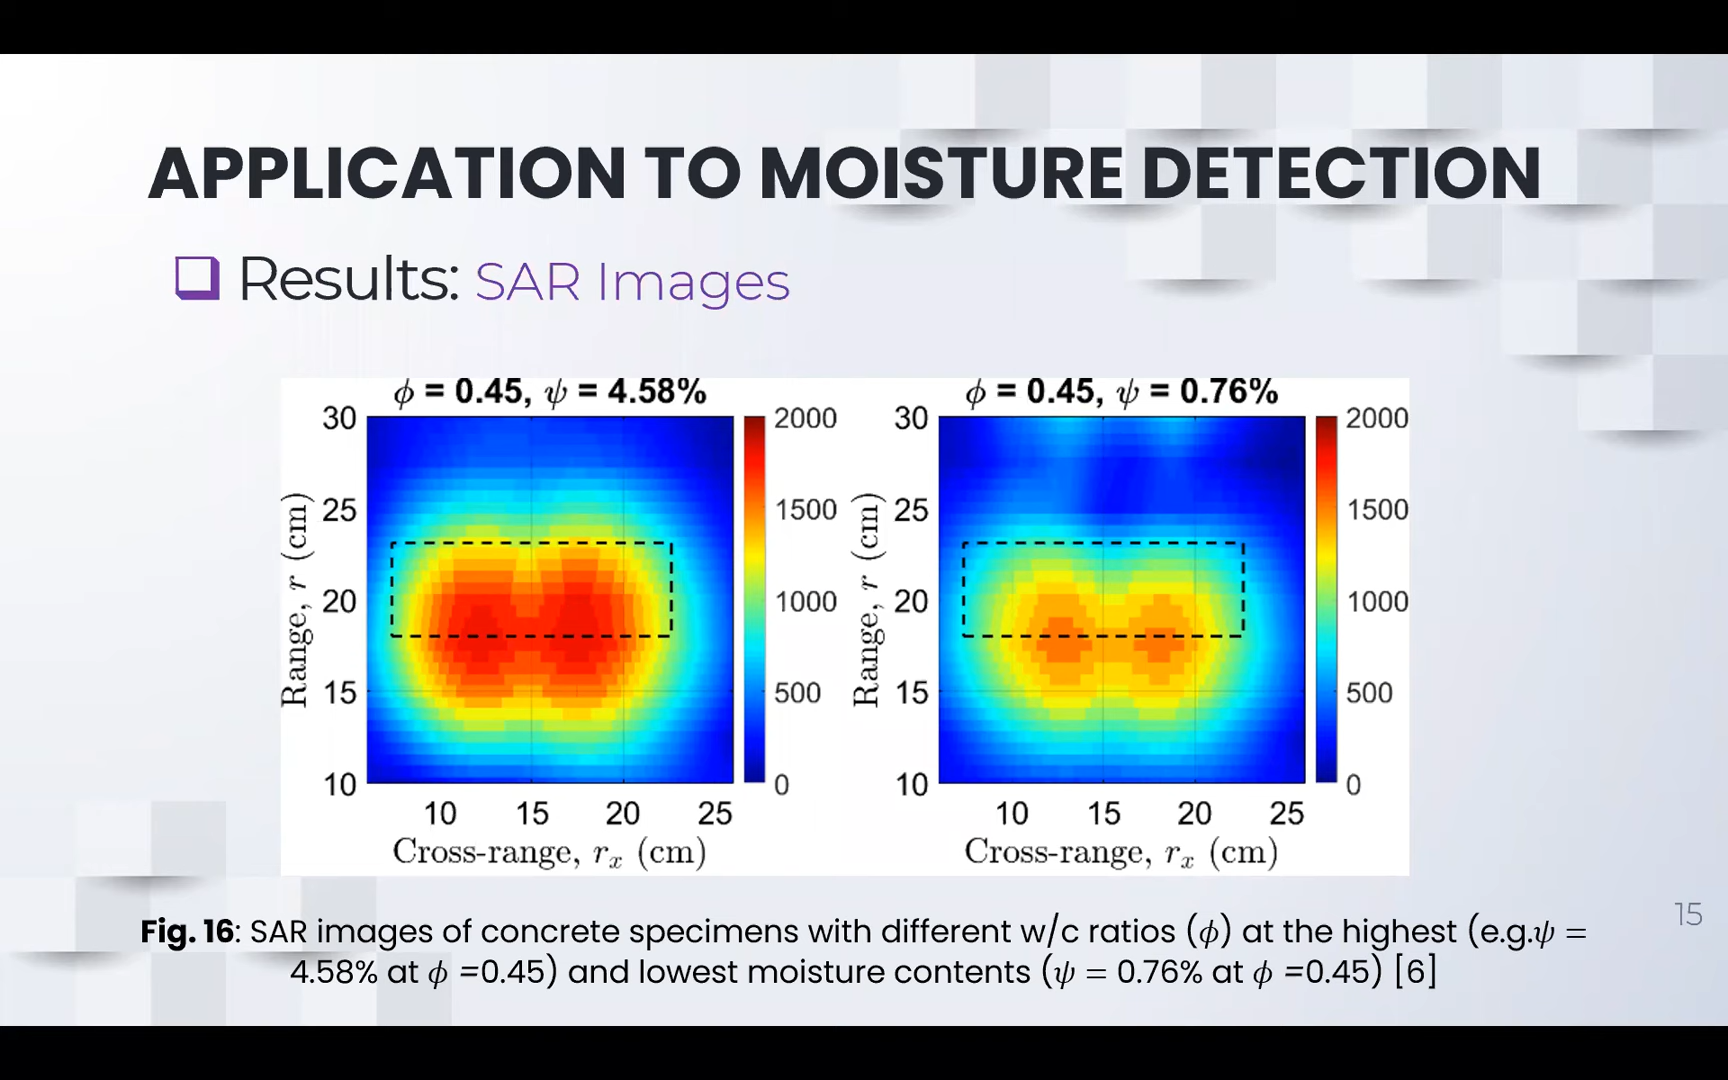 APPLICATION TO MOISTURE DETECTION
❑ Results: SAR Images
ϕ = 0.45, ψ = 4.58%
30
25
20
15
10
Range, r (cm)
10 15 20 25
Cross-range, rₓ (cm)
2000
1500
1000
500
0
ϕ = 0.45, ψ = 0.76%
30
25
20
15
10
Range, r (cm)
10 15 20 25
Cross-range, rₓ (cm)
2000
1500
1000
500
0
15
Fig. 16: SAR images of concrete specimens with different w/c ratios (ϕ) at the highest (e.g.ψ =
4.58% at ϕ =0.45) and lowest moisture contents (ψ = 0.76% at ϕ =0.45) [6]